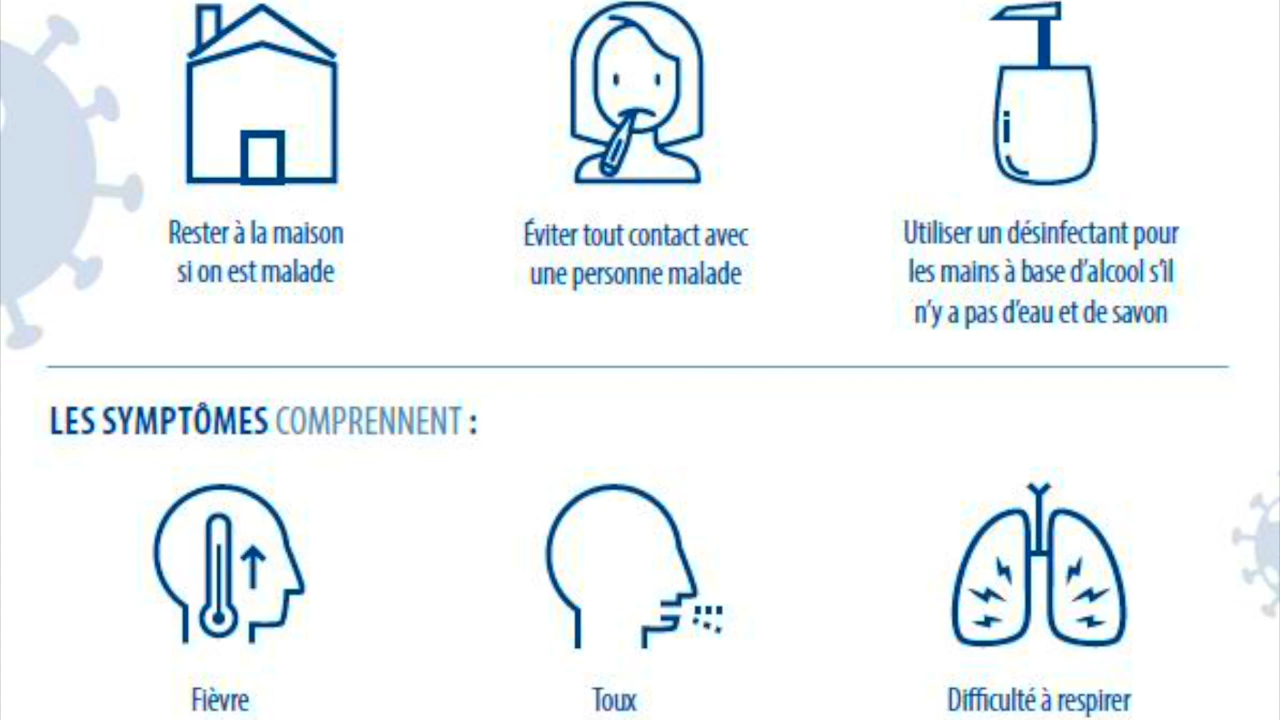 Rester à la maison
si on est malade
Éviter tout contact avec
une personne malade
Utiliser un désinfectant pour
les mains à base d'alcool s'il
n'y a pas d'eau et de savon
LES SYMPTÔMES COMPRENNENT :
Fièvre
Toux
Difficulté à respirer